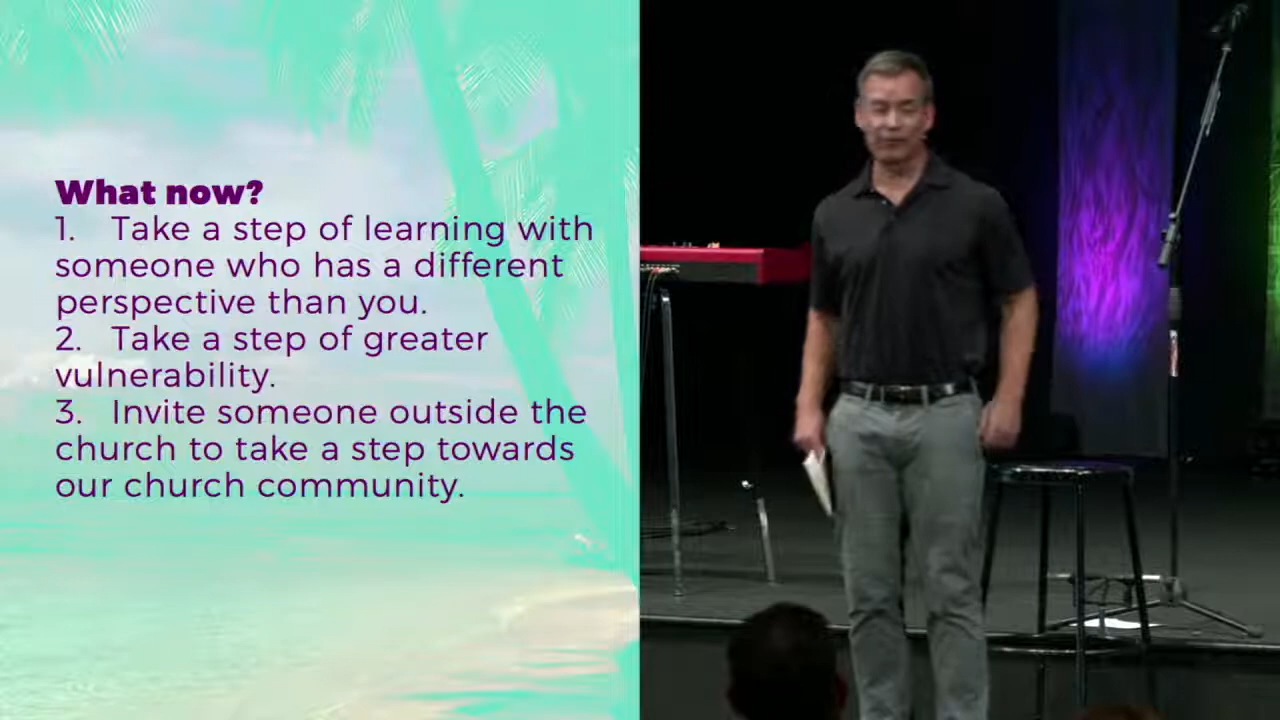 What now?
1. Take a step of learning with
someone who has a different
perspective than you.
2. Take a step of greater
vulnerability.
3. Invite someone outside the
church to take a step towards
our church community.